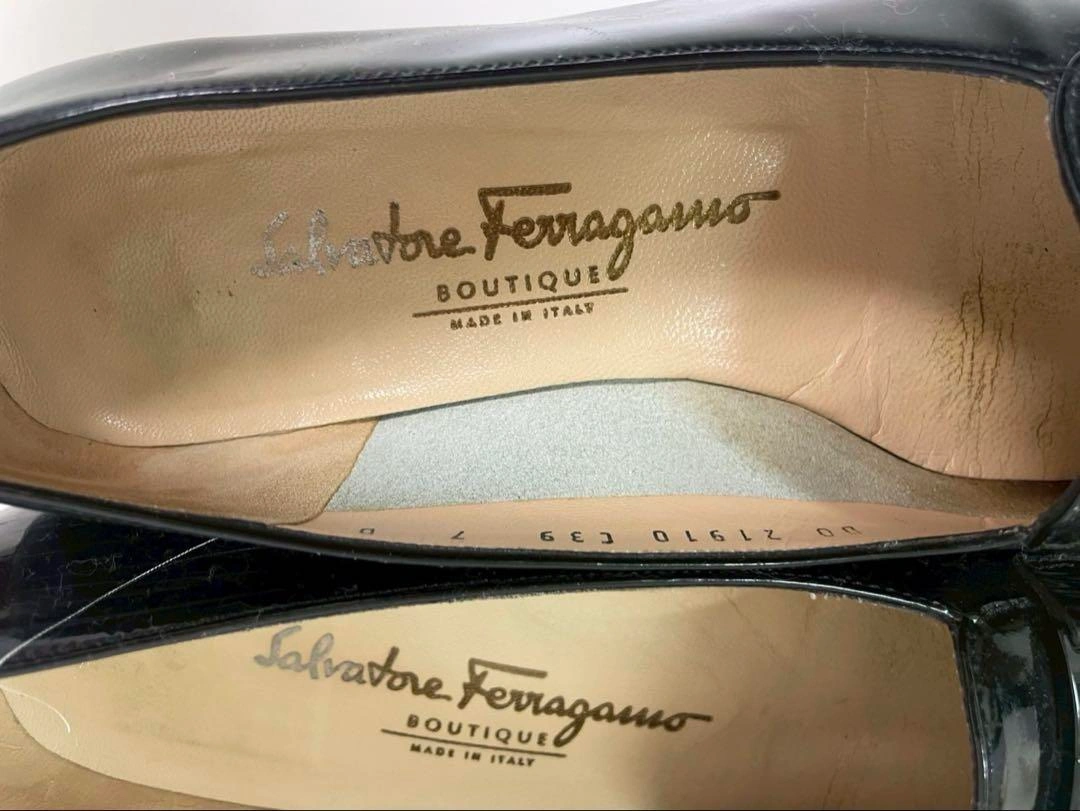 Salvatore Ferragamo
BOUTIQUE
MADE IN ITALY
DO 21910 C39 7 B
Salvatore Ferragamo
BOUTIQUE
MADE IN ITALY